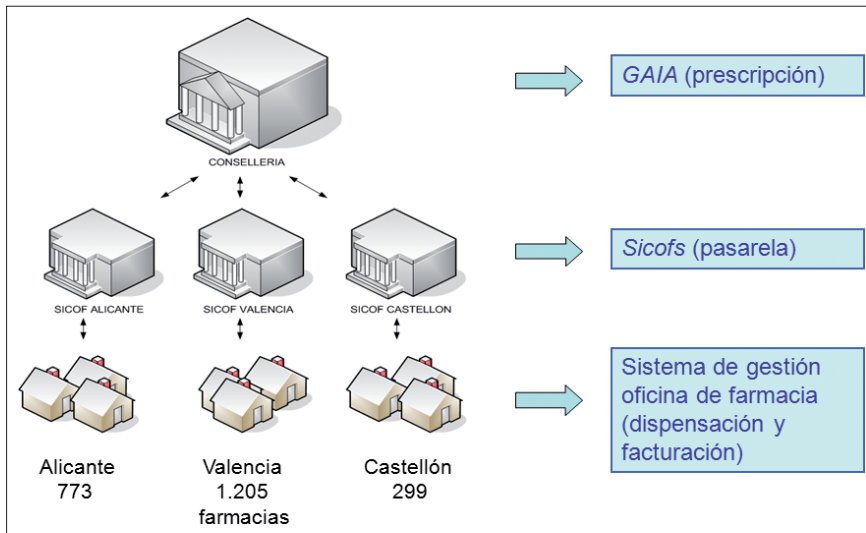 GAIA (prescripción)
CONSELLERIA
Sicofs (pasarela)
SICOF ALICANTE
SICOF VALENCIA
SICOF CASTELLON
Sistema de gestión
oficina de farmacia
(dispensación y
facturación)
Alicante
773
Valencia
1.205
farmacias
Castellón
299